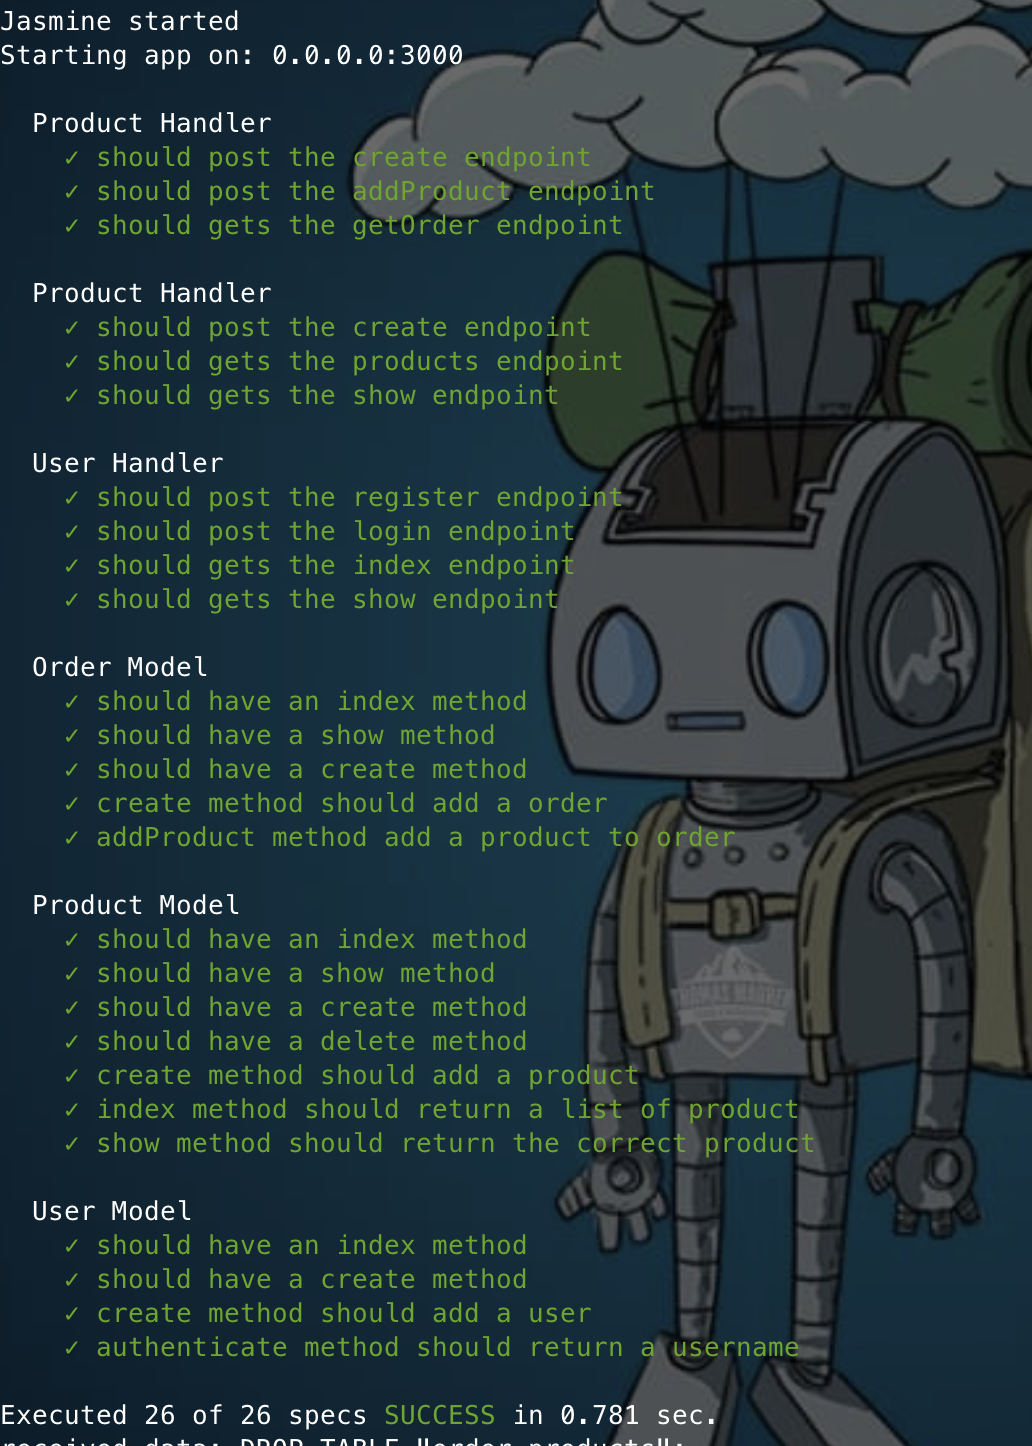 Jasmine started
Starting app on: 0.0.0.0:3000
Product Handler
✓ should post the create endpoint
✓ should post the addProduct endpoint
✓ should gets the getOrder endpoint
Product Handler
✓ should post the create endpoint
✓ should gets the products endpoint
✓ should gets the show endpoint
User Handler
✓ should post the register endpoint
✓ should post the login endpoint
✓ should gets the index endpoint
✓ should gets the show endpoint
Order Model
✓ should have an index method
✓ should have a show method
✓ should have a create method
✓ create method should add a order
✓ addProduct method add a product to order
Product Model
✓ should have an index method
✓ should have a show method
✓ should have a create method
✓ should have a delete method
✓ create method should add a product
✓ index method should return a list of product
✓ show method should return the correct product
User Model
✓ should have an index method
✓ should have a create method
✓ create method should add a user
✓ authenticate method should return a username
Executed 26 of 26 specs SUCCESS in 0.781 sec.
received data: DROP TABLE "order_products";